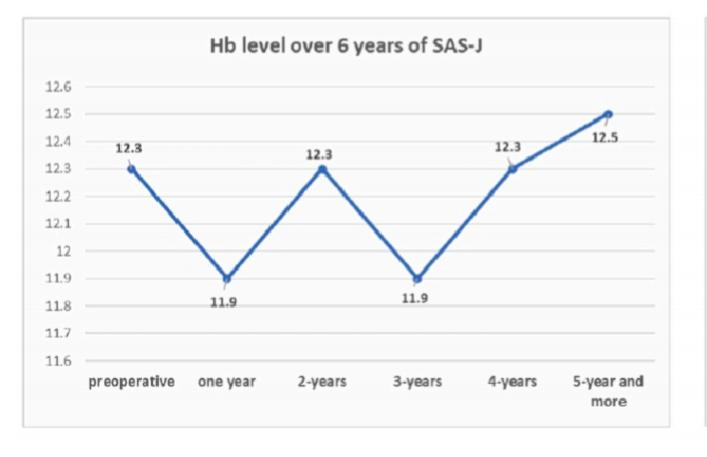 Hb level over 6 years of SAS-J
12.6
12.5
12.4
12.3
12.2
12.1
12
11.9
11.8
11.7
11.6
12.3
11.9
12.3
11.9
12.3
12.5
preoperative
one year
2-years
3-years
4-years
5-year and
more